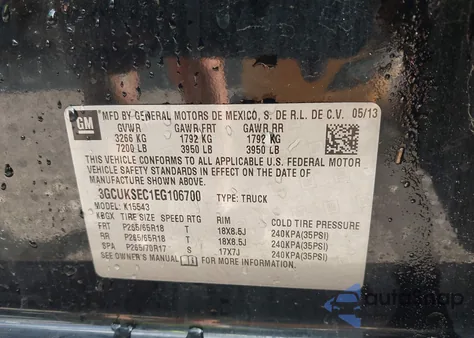 GM
MFD BY GENERAL MOTORS DE MEXICO, S. DE R.L. DE C.V. 05/13
GVWR GAWR FRT GAWR RR
3266 KG 1792 KG 1792 KG
7200 LB 3950 LB 3950 LB
THIS VEHICLE CONFORMS TO ALL APPLICABLE U.S. FEDERAL MOTOR
VEHICLE SAFETY STANDARDS IN EFFECT ON THE DATE OF
MANUFACTURE SHOWN ABOVE.
3GCUKSEC1EG106700 TYPE: TRUCK
MODEL: K15543
KBGX TIRE SIZE SPEED RTG RIM COLD TIRE PRESSURE
FRT P265/65R18 T 18X8.5J 240KPA(35PSI)
RR P265/65R18 T 18X8.5J 240KPA(35PSI)
SPA P265/70R17 S 17X7J 240KPA(35PSI)
SEE OWNER'S MANUAL FOR MORE INFORMATION.
autosnap